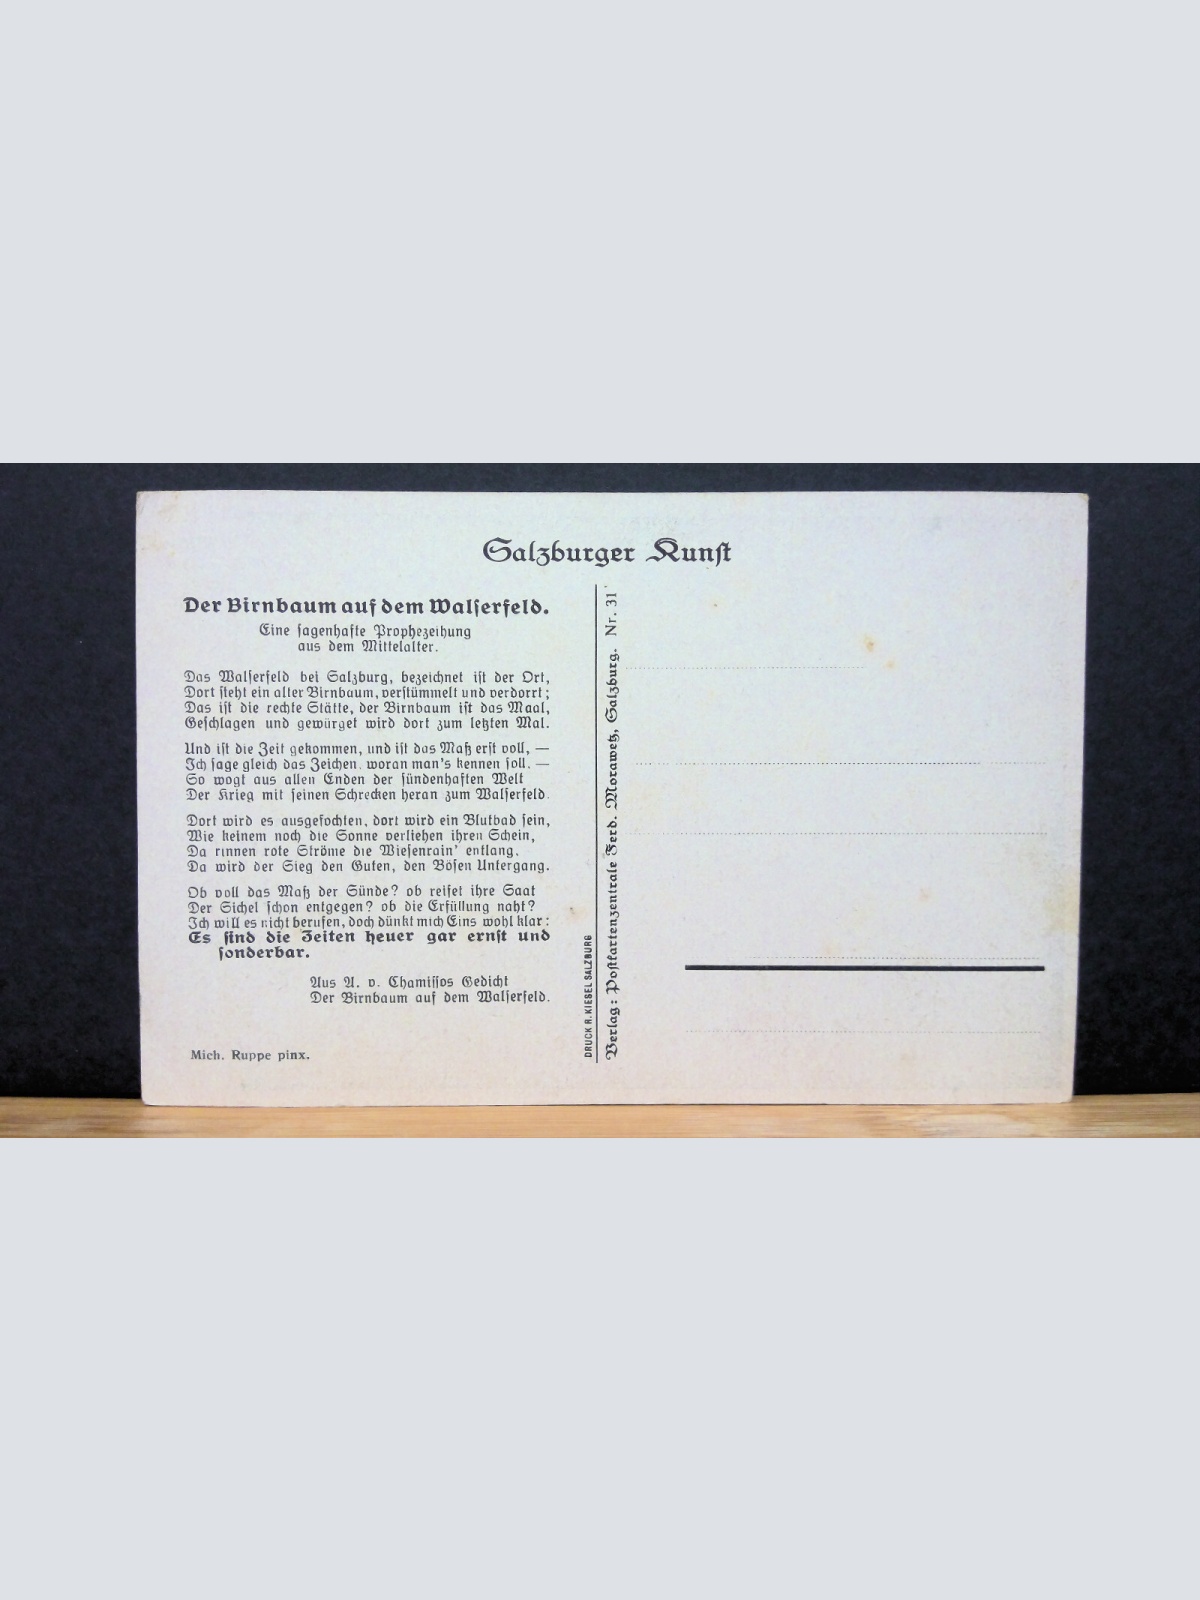 Salzburger Kunst
Der Birnbaum auf dem Walserfeld.
Eine sagenhafte Prophezeihung
aus dem Mittelalter.
Das Walserfeld bei Salzburg, bezeichnet ist der Ort,
Dort steht ein alter Birnbaum, verstümmelt und verdorrt;
Das ist die rechte Stätte, der Birnbaum ist das Maal,
Geschlagen und gewürget wird dort zum letzten Mal.
Und ist die Zeit gekommen, und ist das Maß erst voll, —
Ich sage gleich das Zeichen, woran man's kennen soll. —
So wogt aus allen Enden der sündenhaften Welt
Der Krieg mit seinen Schrecken heran zum Walserfeld.
Dort wird es ausgefochten, dort wird ein Blutbad sein,
Wie keinem noch die Sonne verliehen ihren Schein,
Da rinnen rote Ströme die Wiesenrain' entlang,
Da wird der Sieg den Guten, den Bösen Untergang.
Ob voll das Maß der Sünde? ob reifet ihre Saat
Der Sichel schon entgegen? ob die Erfüllung naht?
Ich will es nicht berufen, doch dünkt mich Eins wohl klar:
Es sind die Zeiten heuer gar ernst und
sonderbar.
Aus A. v. Chamissos Gedicht
Der Birnbaum auf dem Walserfeld.
Mich. Ruppe pinx.
DRUCK R. KIESEL SALZBURG
Verlag: Postkartenzentrale Ferd. Morawetz, Salzburg. Nr. 31